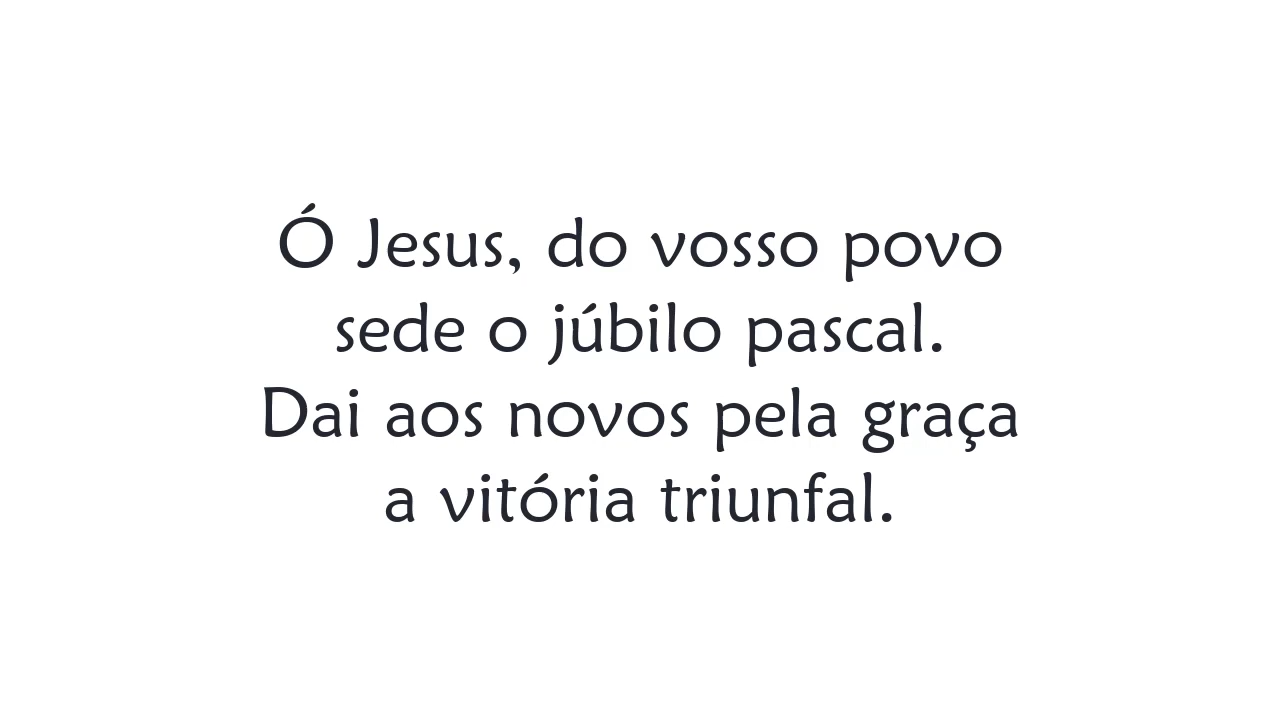 Ó Jesus, do vosso povo
sede o júbilo pascal.
Dai aos novos pela graça
a vitória triunfal.